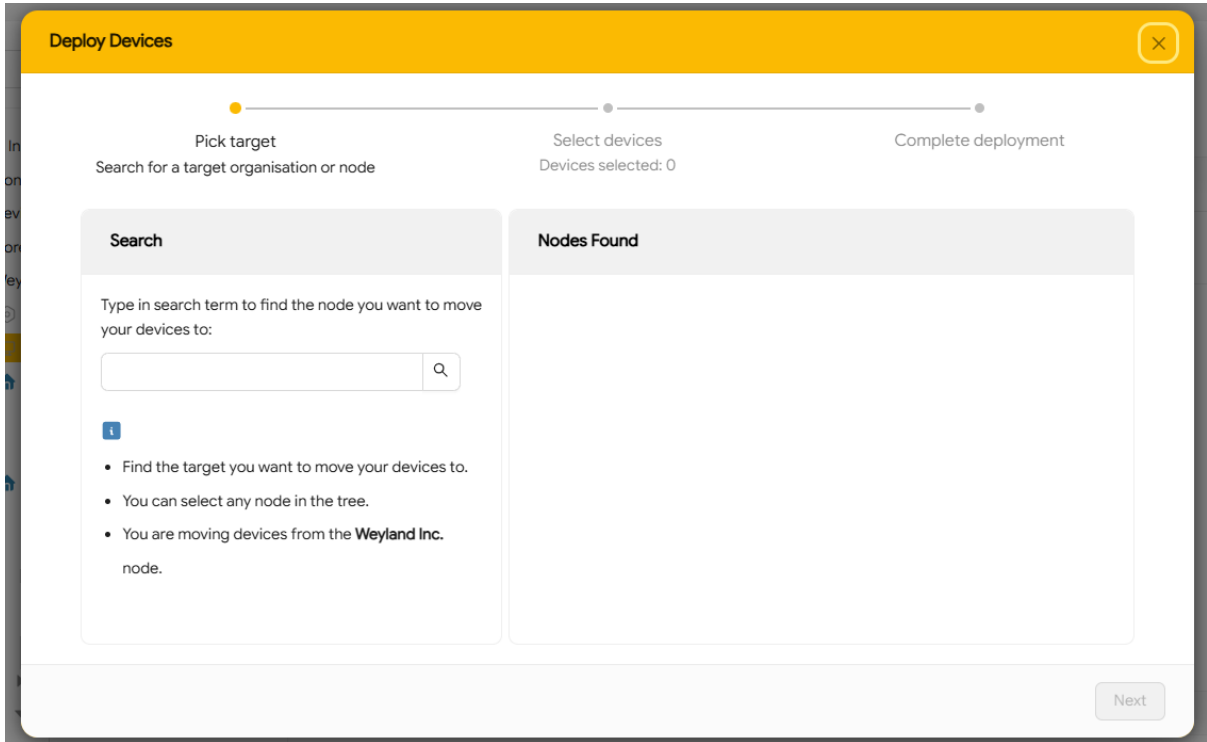 Deploy Devices
Pick target
Search for a target organisation or node
Select devices
Devices selected: 0
Complete deployment
Search
Type in search term to find the node you want to move
your devices to:
i
• Find the target you want to move your devices to.
• You can select any node in the tree.
• You are moving devices from the Weyland Inc.
node.
Nodes Found
Next